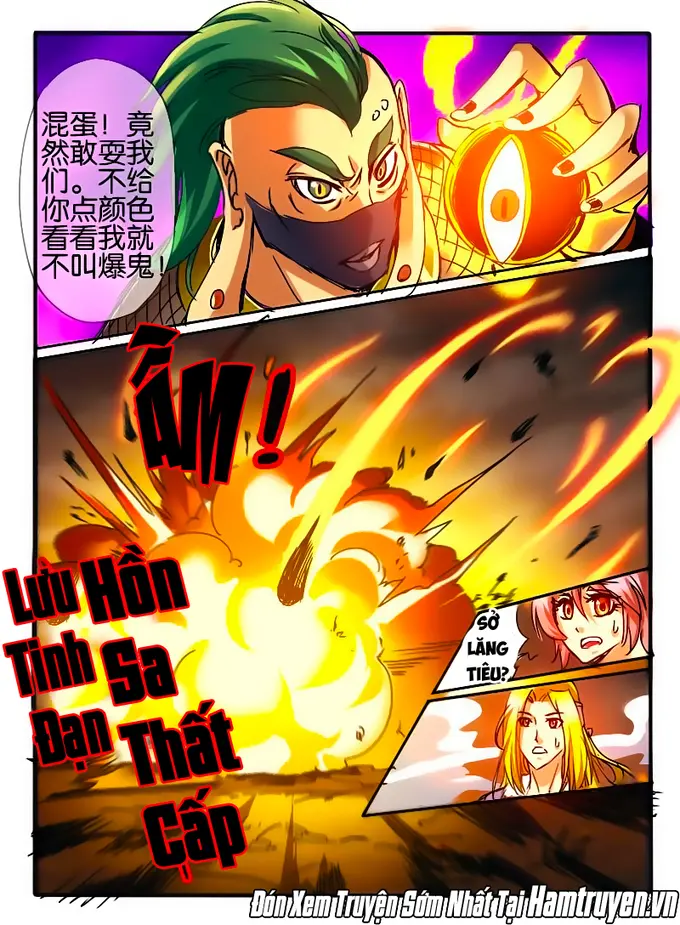 混蛋！竟
然敢耍我
们。不给
你点颜色
看看我就
不叫爆鬼！
ẦM!
LƯU HỒN
TINH SA
ĐẠN THẤT
CẤP
SỞ
LĂNG
TIÊU?
ĐÓN XEM TRUYỆN SỚM NHẤT TẠI HAMTRUYEN.VN